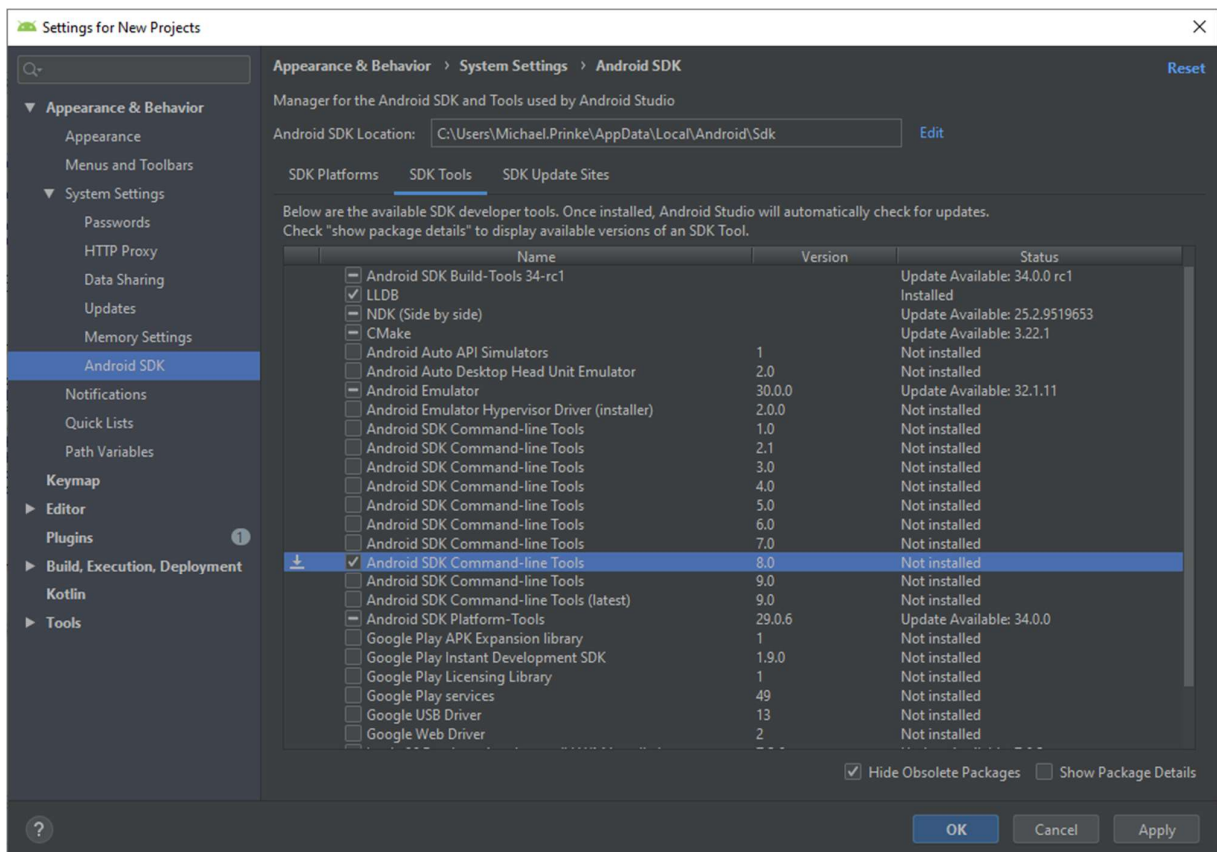 Settings for New Projects
Appearance & Behavior
Appearance
Menus and Toolbars
System Settings
Passwords
HTTP Proxy
Data Sharing
Updates
Memory Settings
Android SDK
Notifications
Quick Lists
Path Variables
Keymap
Editor
Plugins 1
Build, Execution, Deployment
Kotlin
Tools
Appearance & Behavior > System Settings > Android SDK Reset
Manager for the Android SDK and Tools used by Android Studio
Android SDK Location: C:\Users\Michael.Prinke\AppData\Local\Android\Sdk Edit
SDK Platforms SDK Tools SDK Update Sites
Below are the available SDK developer tools. Once installed, Android Studio will automatically check for updates.
Check "show package details" to display available versions of an SDK Tool.
Name Version Status
Android SDK Build-Tools 34-rc1 Update Available: 34.0.0 rc1
LLDB Installed
NDK (Side by side) Update Available: 25.2.9519653
CMake Update Available: 3.22.1
Android Auto API Simulators 1 Not installed
Android Auto Desktop Head Unit Emulator 2.0 Not installed
Android Emulator 30.0.0 Update Available: 32.1.11
Android Emulator Hypervisor Driver (installer) 2.0.0 Not installed
Android SDK Command-line Tools 1.0 Not installed
Android SDK Command-line Tools 2.1 Not installed
Android SDK Command-line Tools 3.0 Not installed
Android SDK Command-line Tools 4.0 Not installed
Android SDK Command-line Tools 5.0 Not installed
Android SDK Command-line Tools 6.0 Not installed
Android SDK Command-line Tools 7.0 Not installed
Android SDK Command-line Tools 8.0 Not installed
Android SDK Command-line Tools 9.0 Not installed
Android SDK Command-line Tools (latest) 9.0 Not installed
Android SDK Platform-Tools 29.0.6 Update Available: 34.0.0
Google Play APK Expansion library 1 Not installed
Google Play Instant Development SDK 1.9.0 Not installed
Google Play Licensing Library 1 Not installed
Google Play services 49 Not installed
Google USB Driver 13 Not installed
Google Web Driver 2 Not installed
Hide Obsolete Packages Show Package Details
? OK Cancel Apply